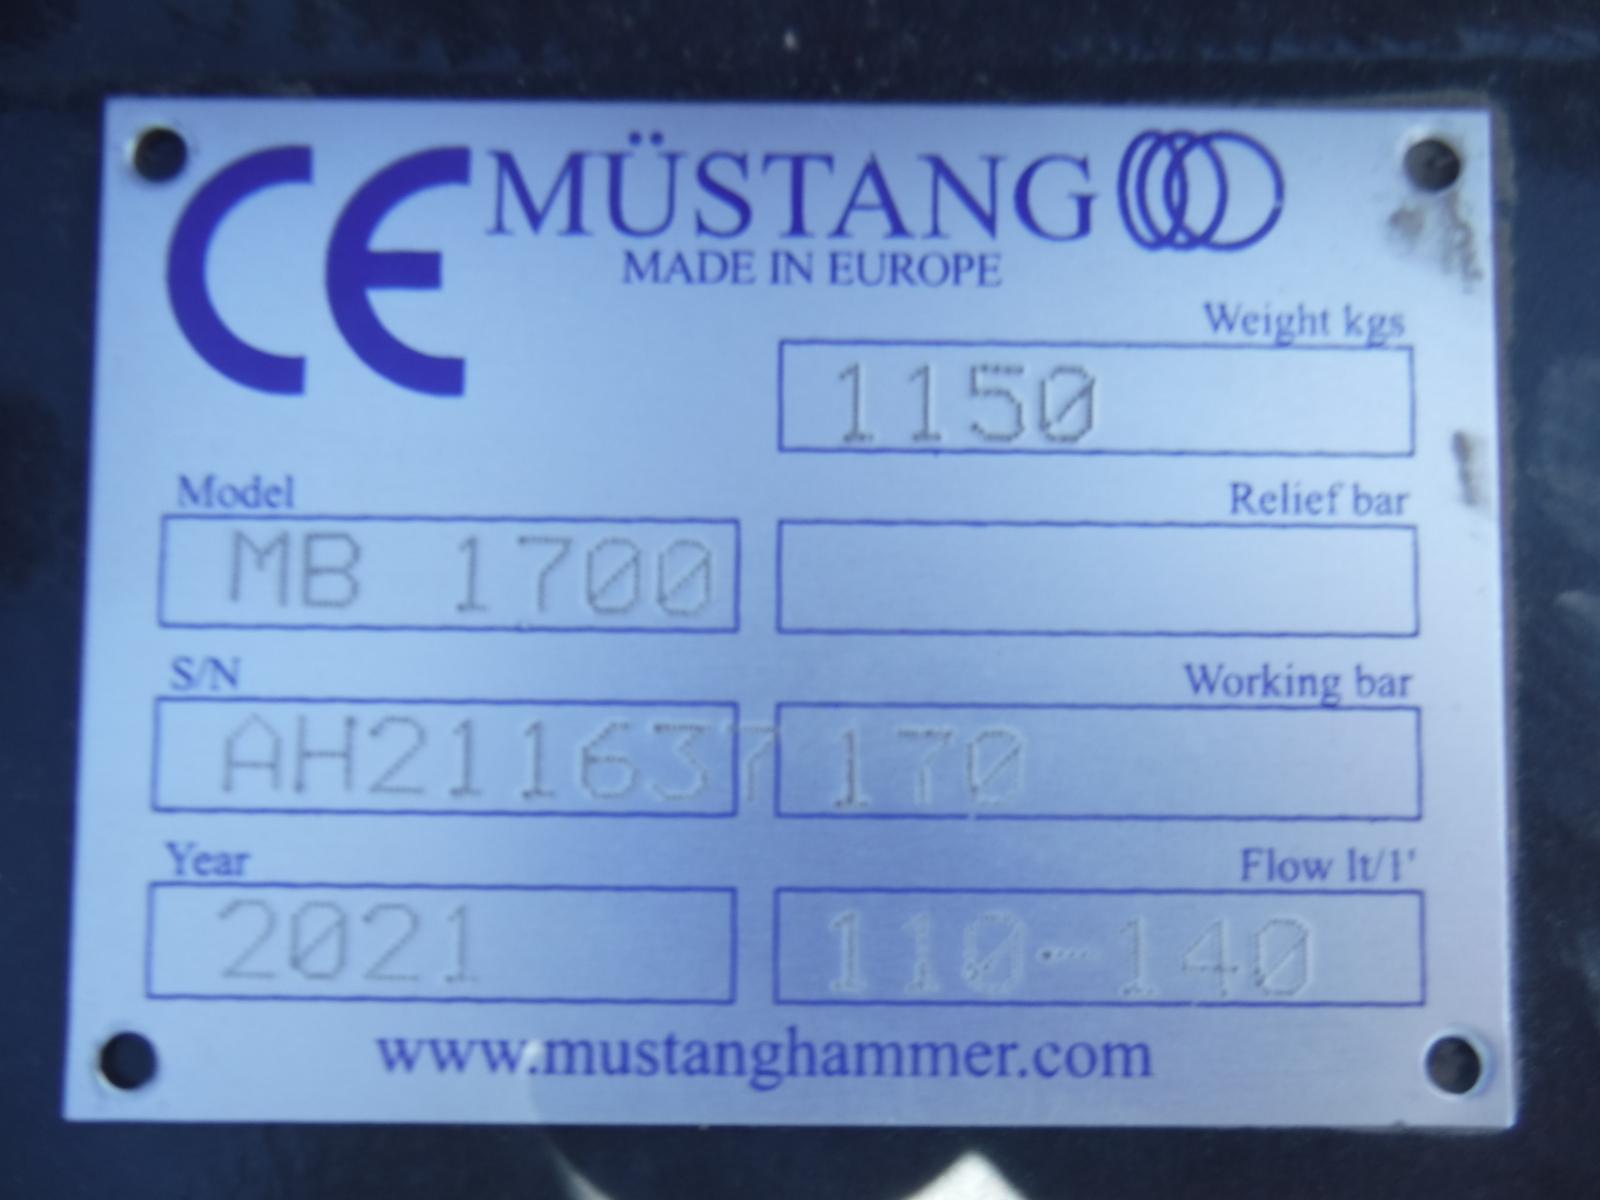 CE MÜSTANG
MADE IN EUROPE
Weight kgs
1150
Model
MB 1700
Relief bar
S/N
AH211637
Working bar
170
Year
2021
Flow lt/1'
110-140
www.mustanghammer.com